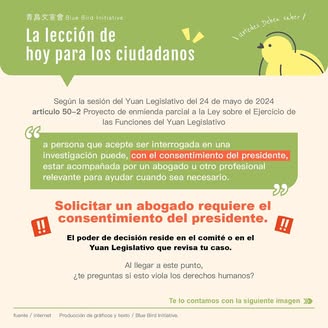 青鳥文宣會 Blue Bird Initiative
La lección de
hoy para los ciudadanos
¡ ustedes deben saber !
Según la sesión del Yuan Legislativo del 24 de mayo de 2024
articulo 50-2 Proyecto de enmienda parcial a la Ley sobre el Ejercicio de
las Funciones del Yuan Legislativo
a persona que acepte ser interrogada en una
investigación puede, con el consentimiento del presidente,
estar acompañada por un abogado u otro profesional
relevante para ayudar cuando sea necesario.
Solicitar un abogado requiere el
consentimiento del presidente.
!! !!
El poder de decisión reside en el comité o en el
Yuan Legislativo que revisa tu caso.
Al llegar a este punto,
¿te preguntas si esto viola los derechos humanos?
Te lo contamos con la siguiente imagen
fuente / internet Producción de gráficos y texto / Blue Bird Initiative.